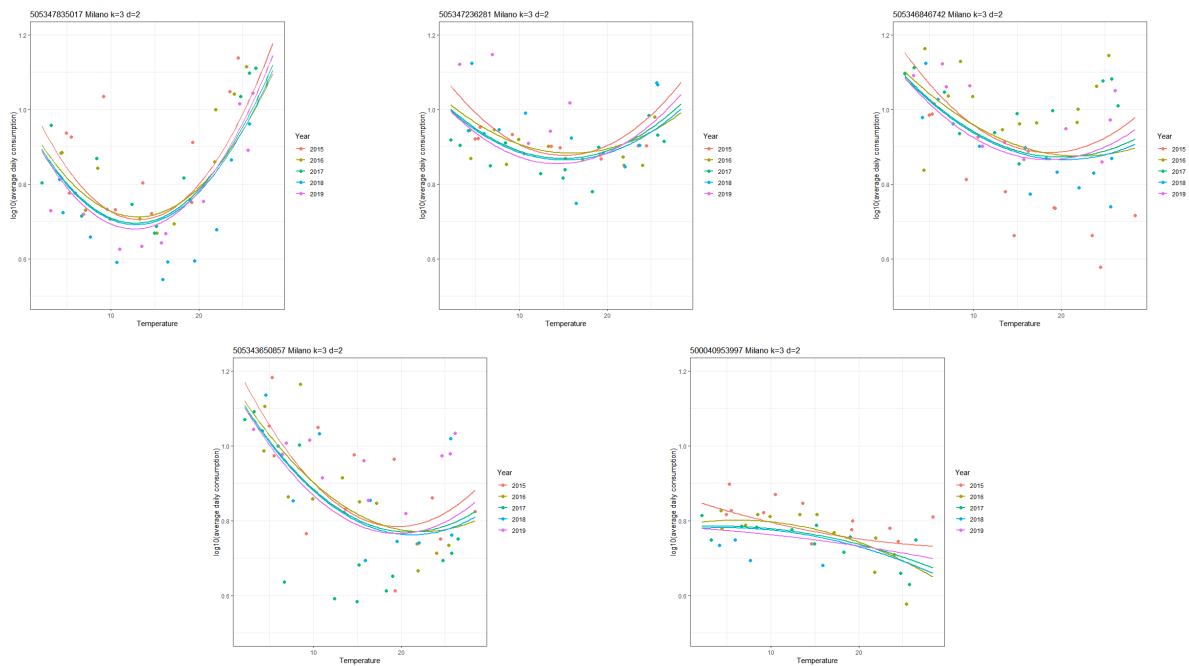 505347835017 Milano k=3 d=2
log10(average daily consumption)
1.2
1.0
0.8
0.6
10
20
Temperature
Year
2015
2016
2017
2018
2019
505347236281 Milano k=3 d=2
log10(average daily consumption)
1.2
1.0
0.8
0.6
10
20
Temperature
Year
2015
2016
2017
2018
2019
505346846742 Milano k=3 d=2
log10(average daily consumption)
1.2
1.0
0.8
0.6
10
20
Temperature
Year
2015
2016
2017
2018
2019
505343650857 Milano k=3 d=2
log10(average daily consumption)
1.2
1.0
0.8
0.6
10
20
Temperature
Year
2015
2016
2017
2018
2019
500040953997 Milano k=3 d=2
log10(average daily consumption)
1.2
1.0
0.8
0.6
10
20
Temperature
Year
2015
2016
2017
2018
2019